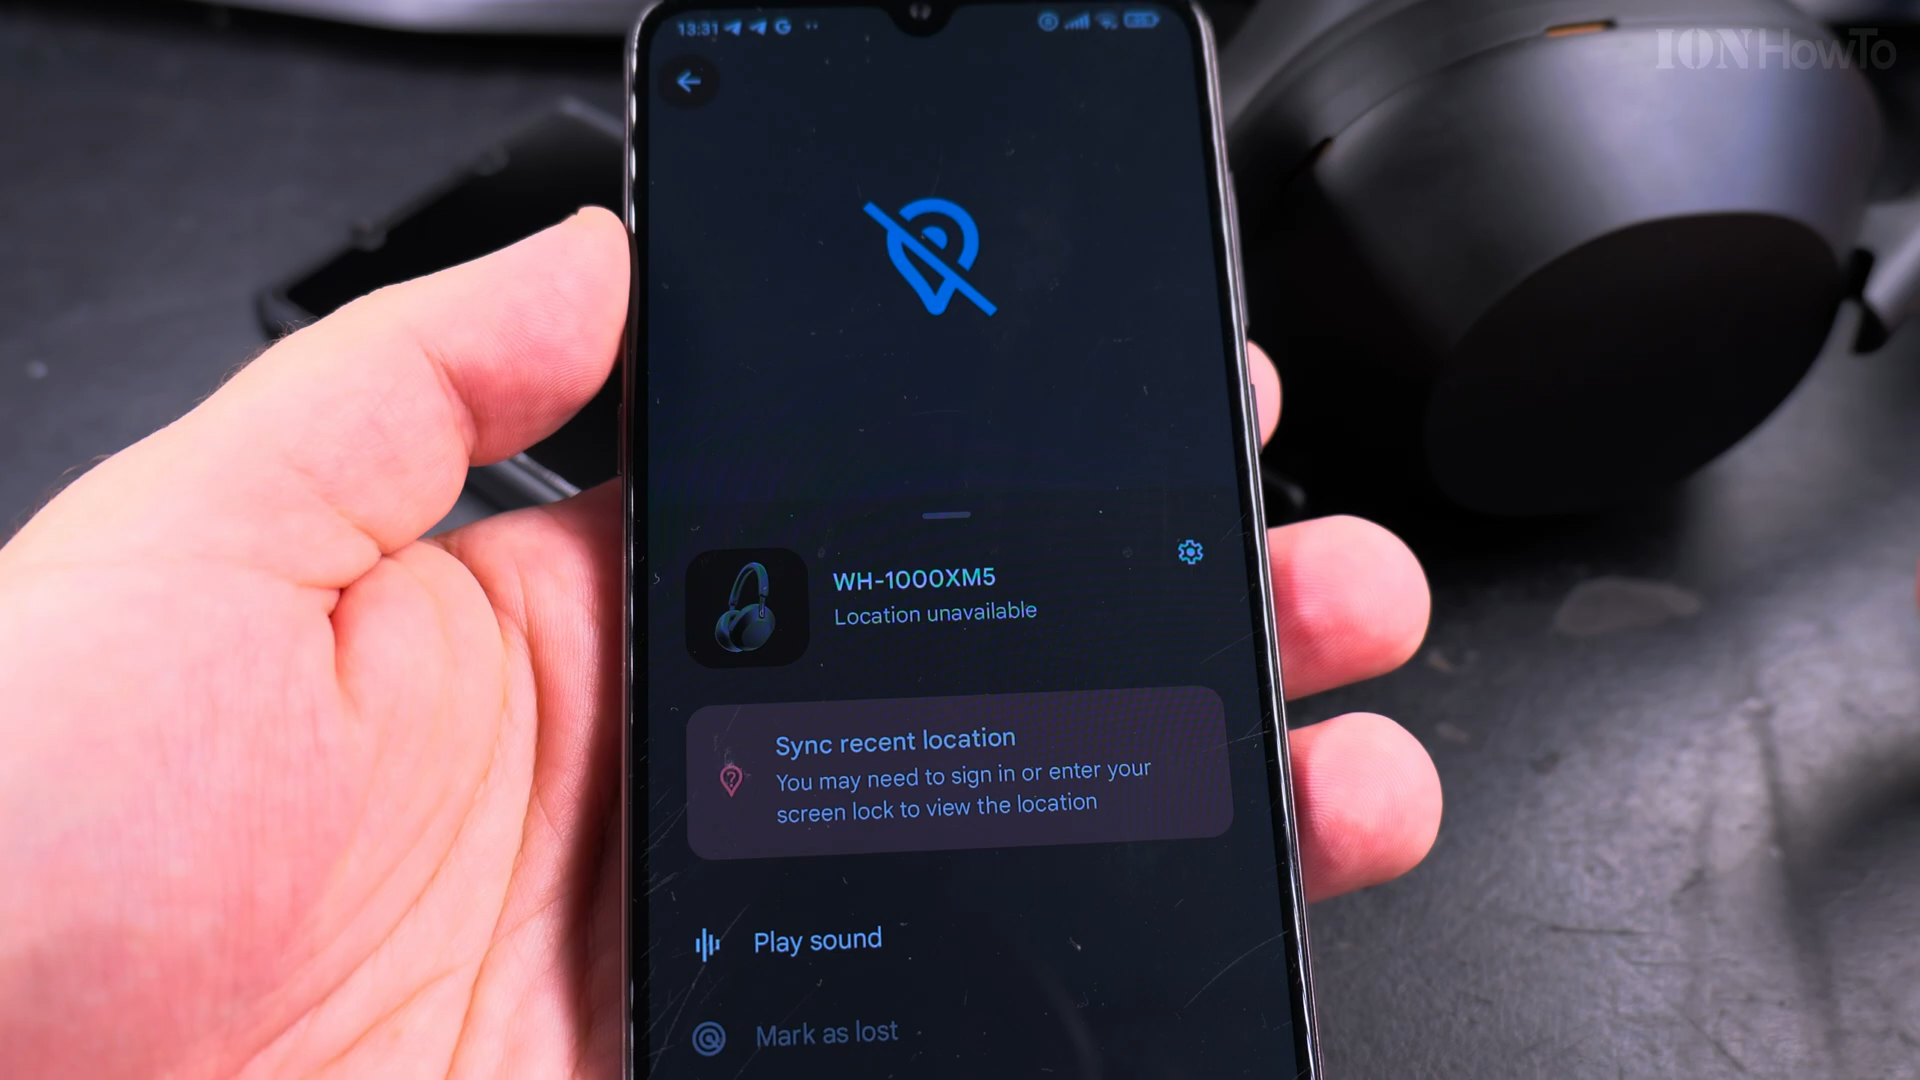 IONHowTo
13:31
WH-1000XM5
Location unavailable
Sync recent location
You may need to sign in or enter your
screen lock to view the location
Play sound
Mark as lost